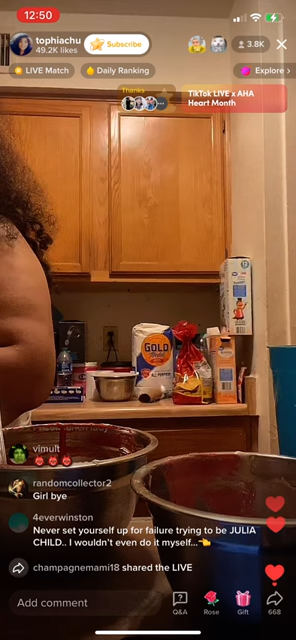 12:50
tophiachu
49.2K likes
Subscribe
3.8K
LIVE Match
Daily Ranking
Explore >
Thanks
TikTok LIVE x AHA
Heart Month
GOLD
Medal
vimult
randomcollector2
Girl bye
4everwinston
Never set yourself up for failure trying to be JULIA
CHILD.. I wouldn't even do it myself...
champagnemami18 shared the LIVE
Add comment
Q&A
Rose
Gift
668